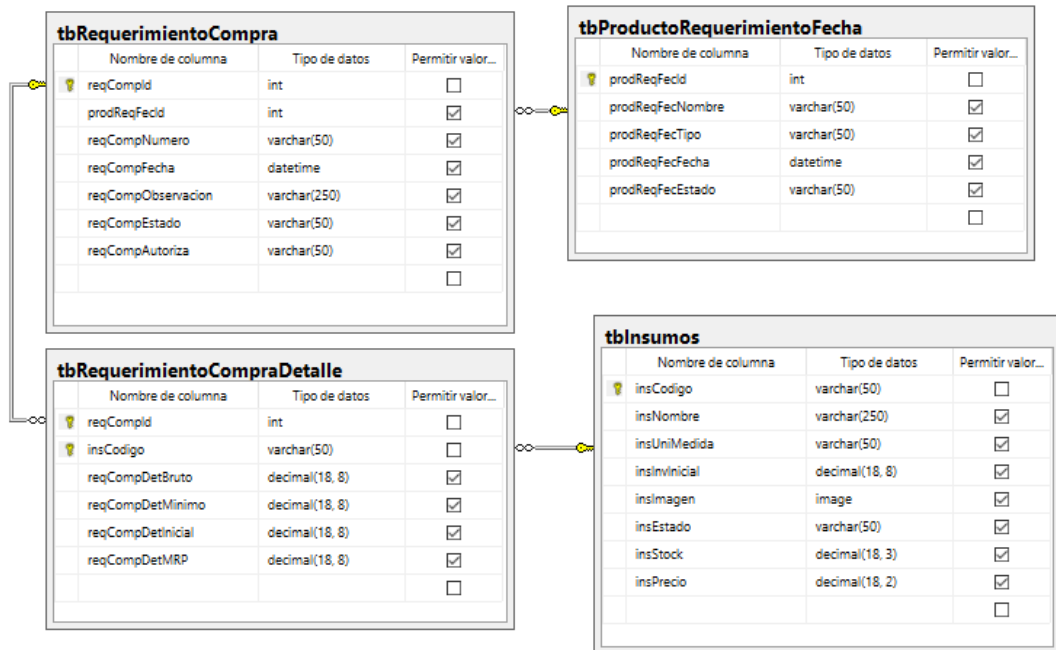 tbRequerimientoCompra
Nombre de columna Tipo de datos Permitir valor...
reqCompId int
prodReqFecId int
reqCompNumero varchar(50)
reqCompFecha datetime
reqCompObservacion varchar(250)
reqCompEstado varchar(50)
reqCompAutoriza varchar(50)
tbProductoRequerimientoFecha
Nombre de columna Tipo de datos Permitir valor...
prodReqFecId int
prodReqFecNombre varchar(50)
prodReqFecTipo varchar(50)
prodReqFecFecha datetime
prodReqFecEstado varchar(50)
tbRequerimientoCompraDetalle
Nombre de columna Tipo de datos Permitir valor...
reqCompId int
insCodigo varchar(50)
reqCompDetBruto decimal(18, 8)
reqCompDetMinimo decimal(18, 8)
reqCompDetInicial decimal(18, 8)
reqCompDetMRP decimal(18, 8)
tbInsumos
Nombre de columna Tipo de datos Permitir valor...
insCodigo varchar(50)
insNombre varchar(250)
insUniMedida varchar(50)
insInvInicial decimal(18, 8)
insImagen image
insEstado varchar(50)
insStock decimal(18, 3)
insPrecio decimal(18, 2)